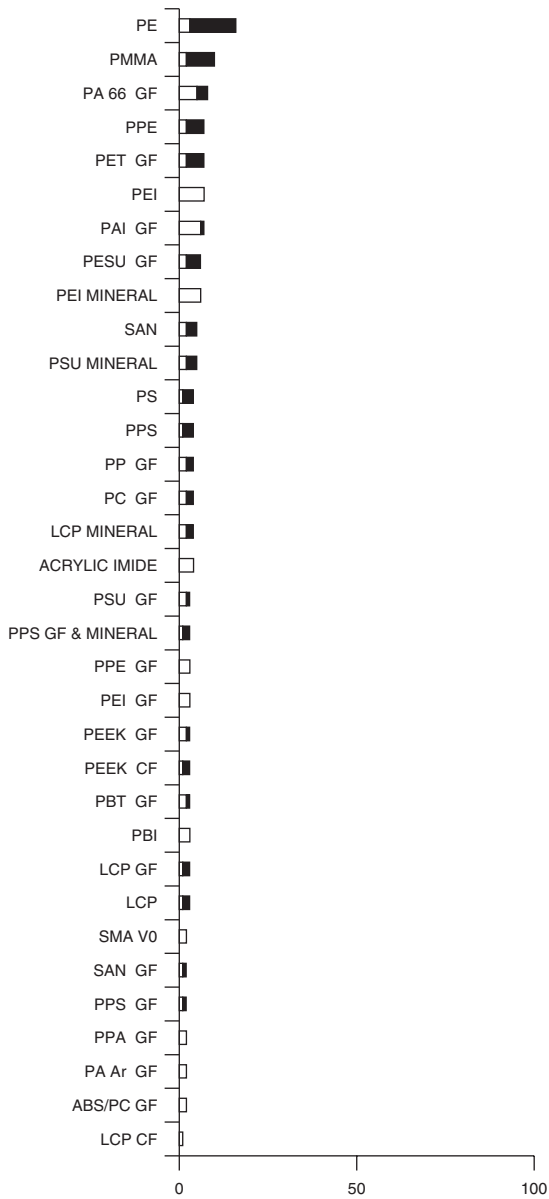 PE
PMMA
PA 66 GF
PPE
PET GF
PEI
PAI GF
PESU GF
PEI MINERAL
SAN
PSU MINERAL
PS
PPS
PP GF
PC GF
LCP MINERAL
ACRYLIC IMIDE
PSU GF
PPS GF & MINERAL
PPE GF
PEI GF
PEEK GF
PEEK CF
PBT GF
PBI
LCP GF
LCP
SMA V0
SAN GF
PPS GF
PPA GF
PA Ar GF
ABS/PC GF
LCP CF
0 50 100